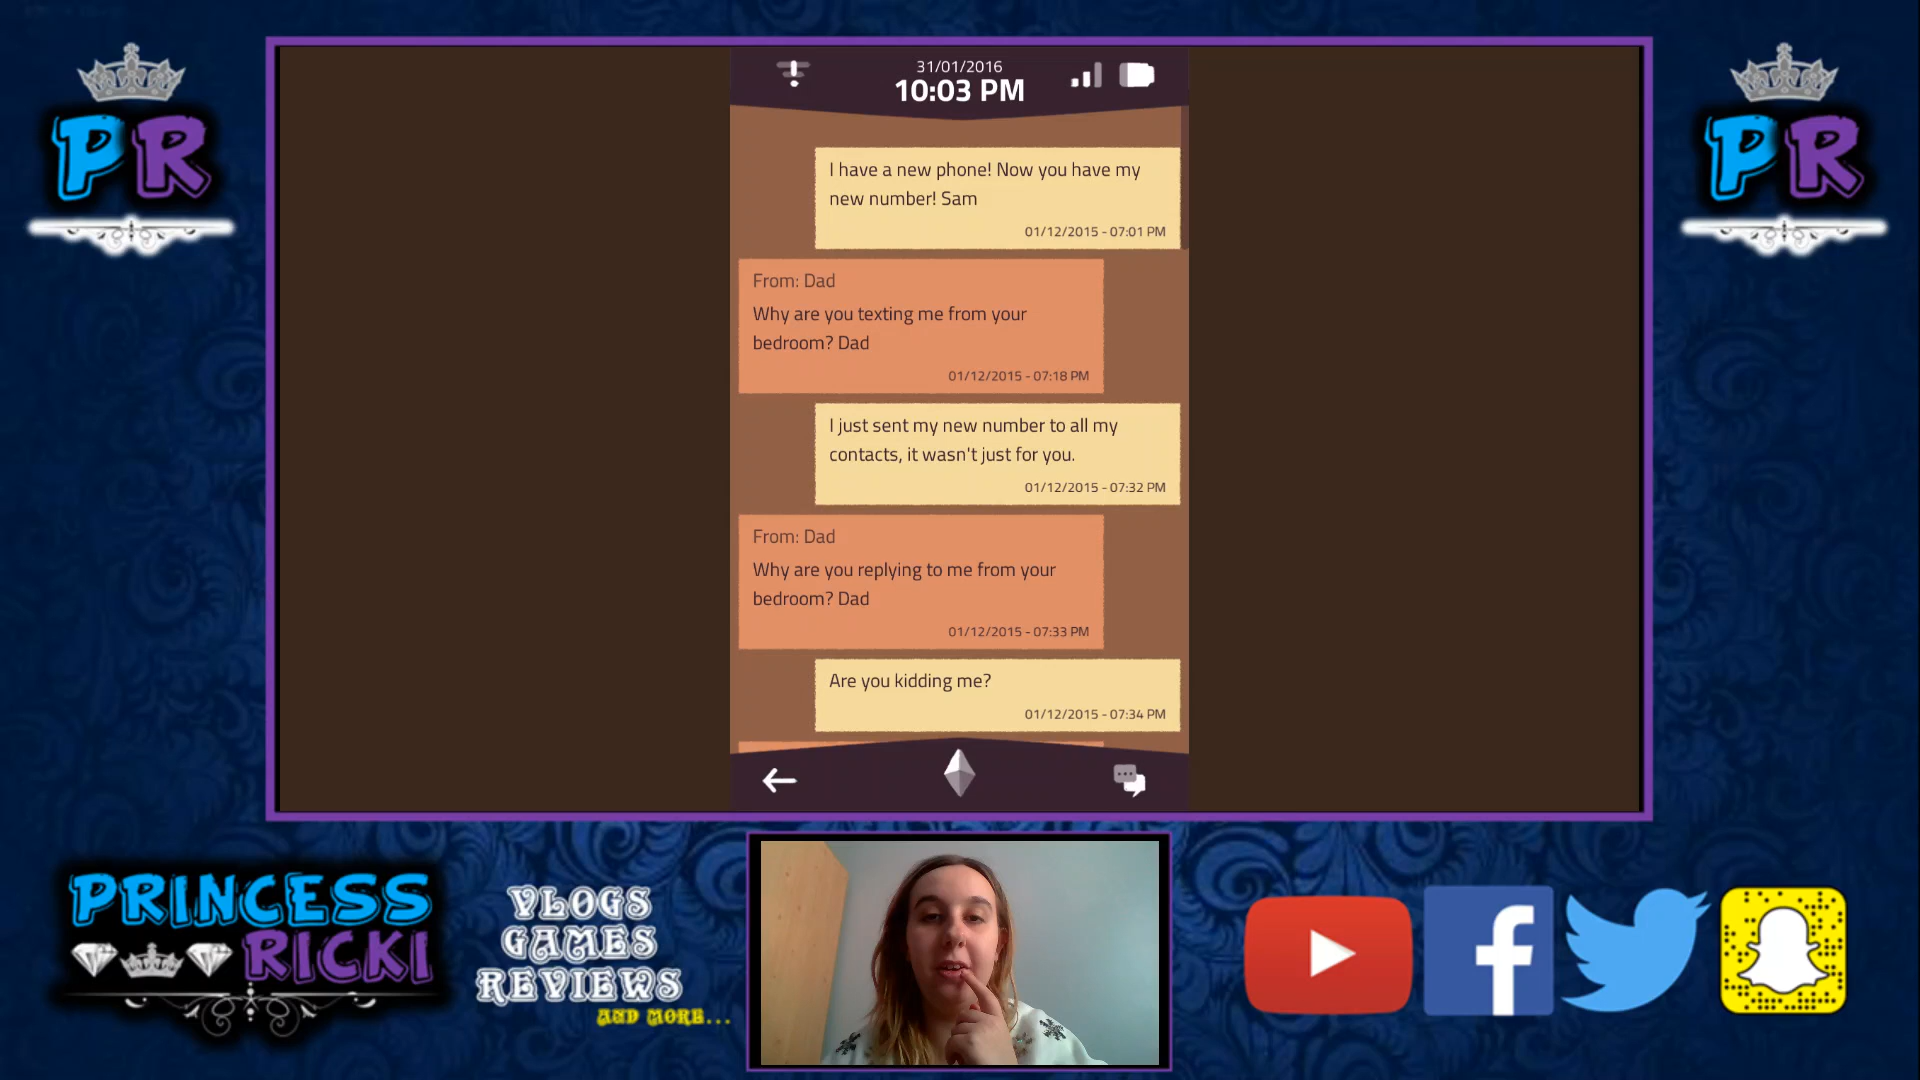 31/01/2016
10:03 PM
I have a new phone! Now you have my
new number! Sam
01/12/2015 - 07:01 PM
From: Dad
Why are you texting me from your
bedroom? Dad
01/12/2015 - 07:18 PM
I just sent my new number to all my
contacts, it wasn't just for you.
01/12/2015 - 07:32 PM
From: Dad
Why are you replying to me from your
bedroom? Dad
01/12/2015 - 07:33 PM
Are you kidding me?
01/12/2015 - 07:34 PM
PR
PR
PRINCESS
RICKI
VLOGS
GAMES
REVIEWS
AND MORE...
f